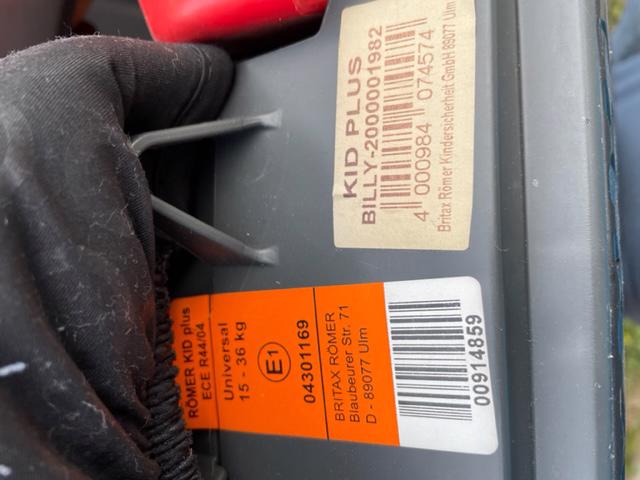 KID PLUS
BILLY-2000001982
4 000984 074574
Britax Römer Kindersicherheit GmbH 89077 Ulm
RÖMER KID plus
ECE R44/04
Universal
15 - 36 kg
E1
04301169
BRITAX RÖMER
Blaubeurer Str. 71
D - 89077 Ulm
00914859